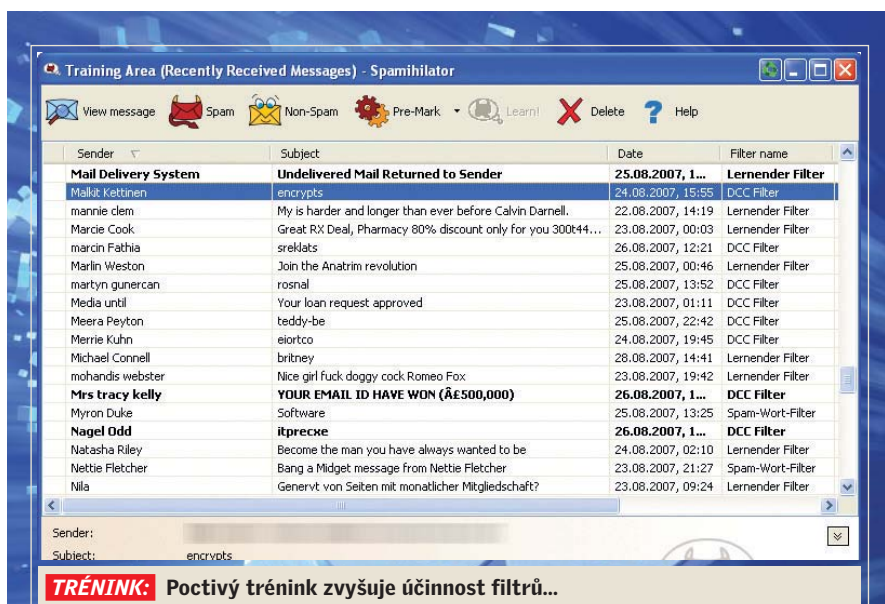 Training Area (Recently Received Messages) - Spamihilator
View message Spam Non-Spam Pre-Mark Learn! Delete Help
Sender Subject Date Filter name
Mail Delivery System Undelivered Mail Returned to Sender 25.08.2007, 1... Lernender Filter
Malkit Kettinen encrypts 24.08.2007, 15:55 DCC Filter
mannie clem My is harder and longer than ever before Calvin Darnell. 22.08.2007, 14:19 Lernender Filter
Marcie Cook Great RX Deal, Pharmacy 80% discount only for you 300t44... 23.08.2007, 00:03 Lernender Filter
marcin Fathia sreklats 26.08.2007, 12:21 DCC Filter
Marlin Weston Join the Anatrim revolution 25.08.2007, 00:46 Lernender Filter
martyn gunercan rosnal 25.08.2007, 13:52 DCC Filter
Media until Your loan request approved 23.08.2007, 01:11 DCC Filter
Meera Peyton teddy-be 25.08.2007, 22:42 DCC Filter
Merrie Kuhn eiortco 24.08.2007, 19:45 DCC Filter
Michael Connell britney 28.08.2007, 14:41 Lernender Filter
mohandis webster Nice girl fuck doggy cock Romeo Fox 23.08.2007, 19:42 Lernender Filter
Mrs tracy kelly YOUR EMAIL ID HAVE WON (Â£500,000) 26.08.2007, 1... DCC Filter
Myron Duke Software 25.08.2007, 13:25 Spam-Wort-Filter
Nagel Odd itprecxe 26.08.2007, 1... DCC Filter
Natasha Riley Become the man you have always wanted to be 24.08.2007, 02:10 Lernender Filter
Nettie Fletcher Bang a Midget message from Nettie Fletcher 23.08.2007, 21:27 Spam-Wort-Filter
Nila Genervt von Seiten mit monatlicher Mitgliedschaft? 23.08.2007, 09:24 Lernender Filter
Sender:
Subject: encrypts
TRÉNINK: Poctivý trénink zvyšuje účinnost filtrů...